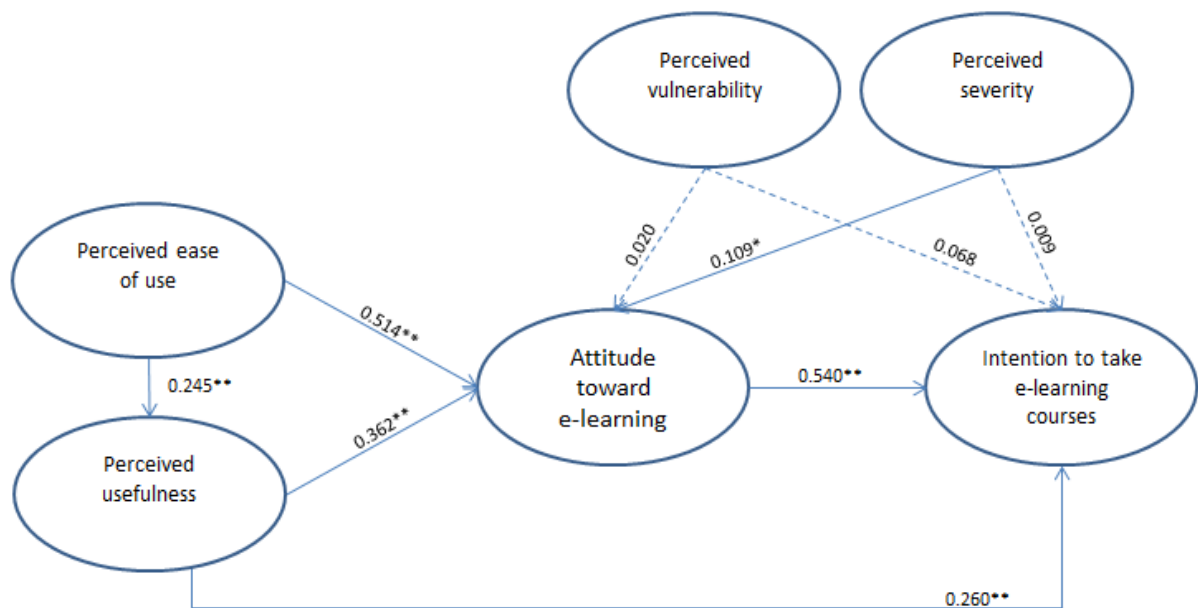 Perceived
vulnerability
Perceived
severity
Perceived ease
of use
0.020
0.109*
0.068
0.009
0.514**
0.245**
0.362**
Attitude
toward
e-learning
0.540**
Intention to take
e-learning
courses
Perceived
usefulness
0.260**